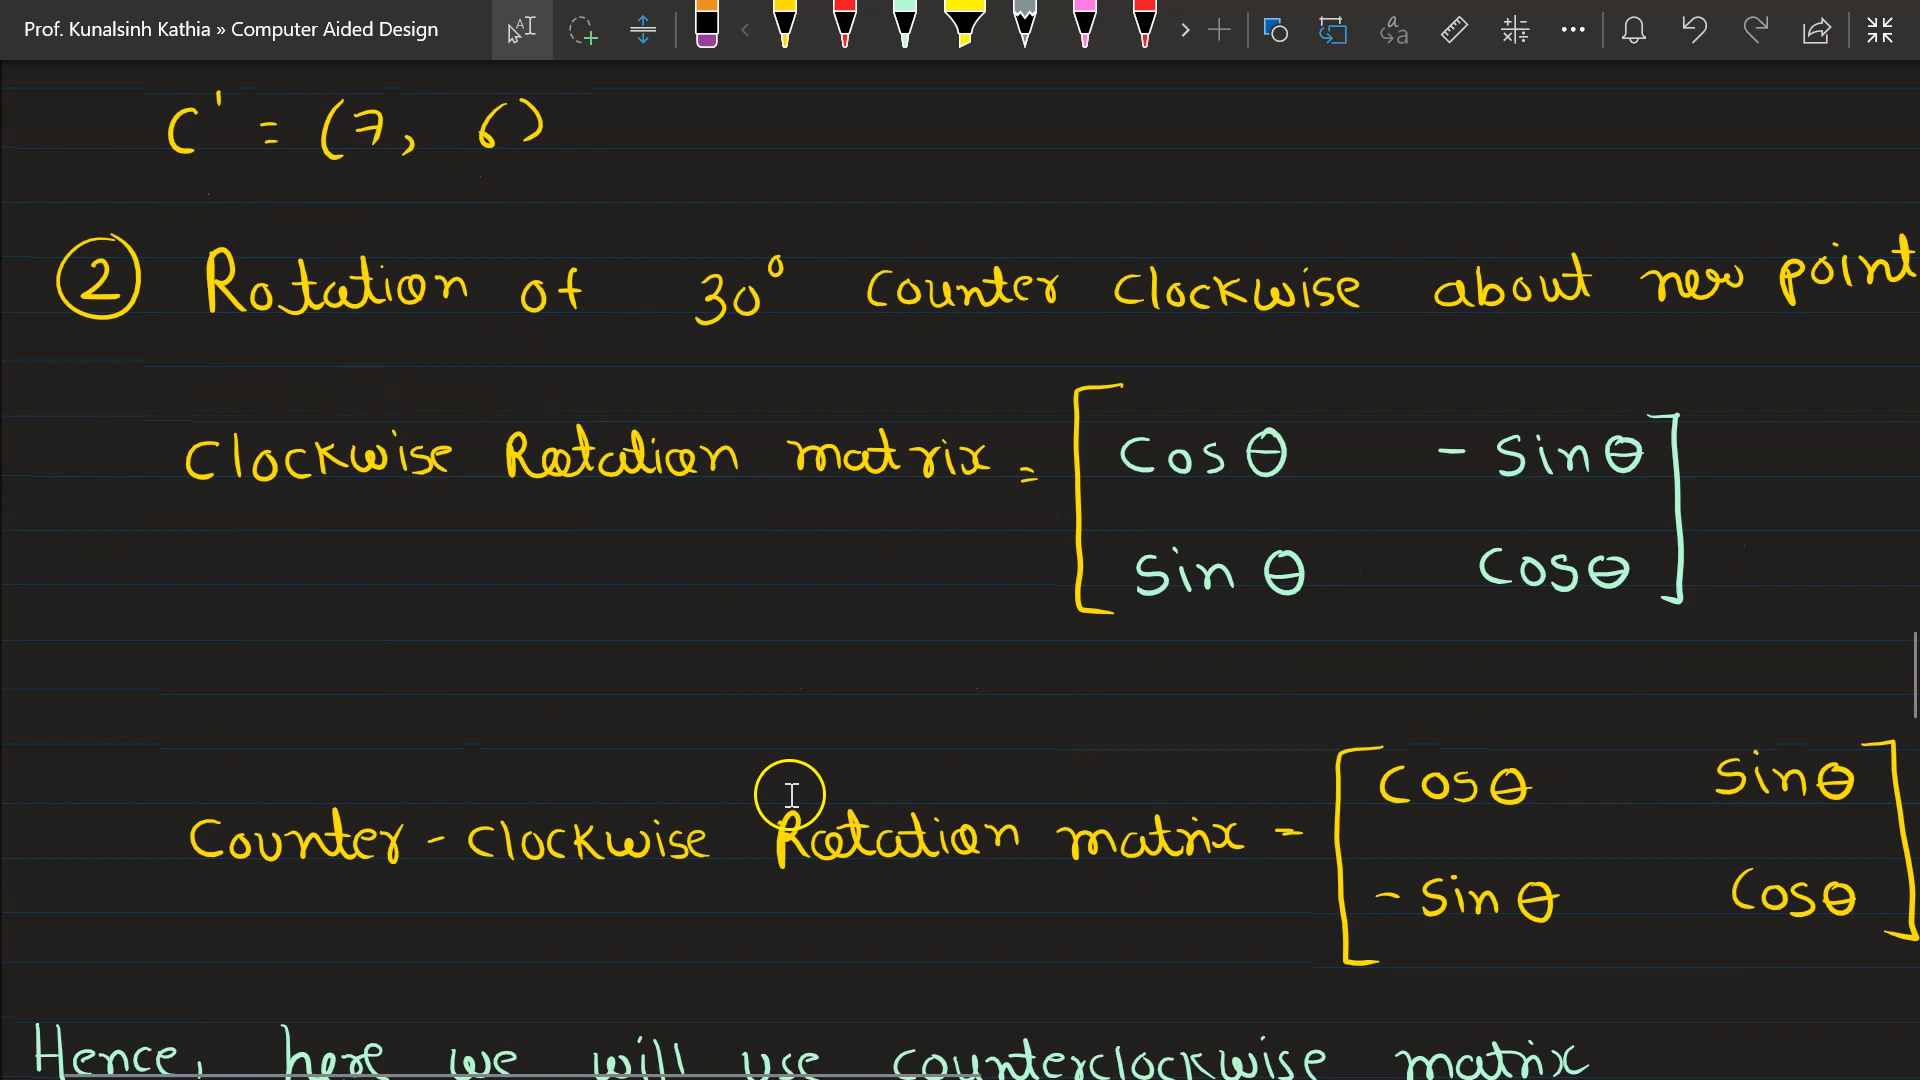 Prof. Kunalsinh Kathia » Computer Aided Design
C' = (7, 6)
② Rotation of 30° counter clockwise about new point
Clockwise Rotation matrix = [ Cos θ - Sin θ
Sin θ Cos θ ]
Counter - clockwise Rotation matrix = [ Cos θ Sin θ
- Sin θ Cos θ ]
Hence, here we will use counterclockwise matrix